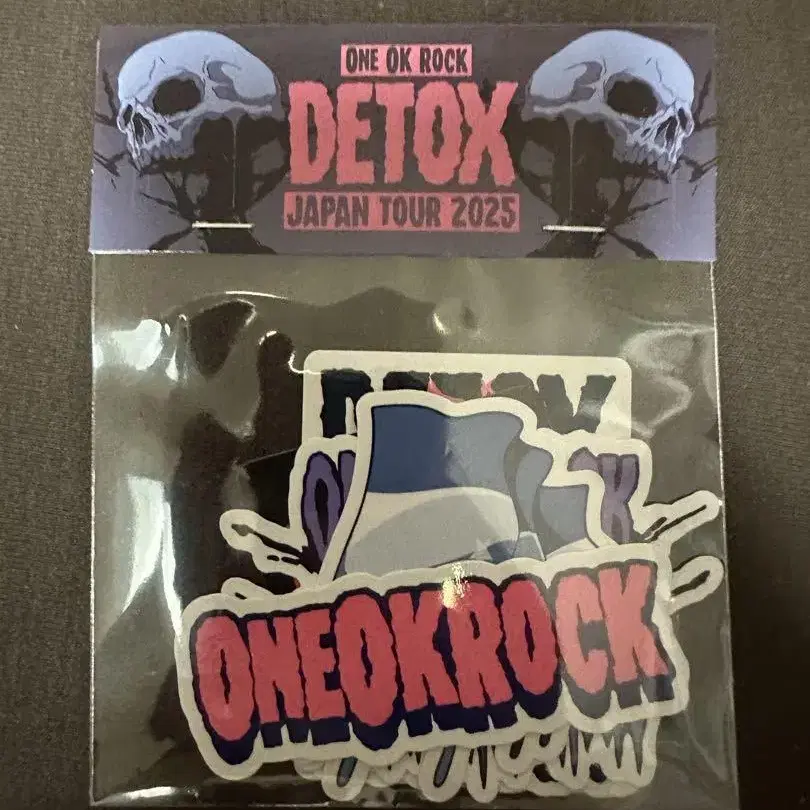 ONE OK ROCK
DETOX
JAPAN TOUR 2025
ONEOKROCK